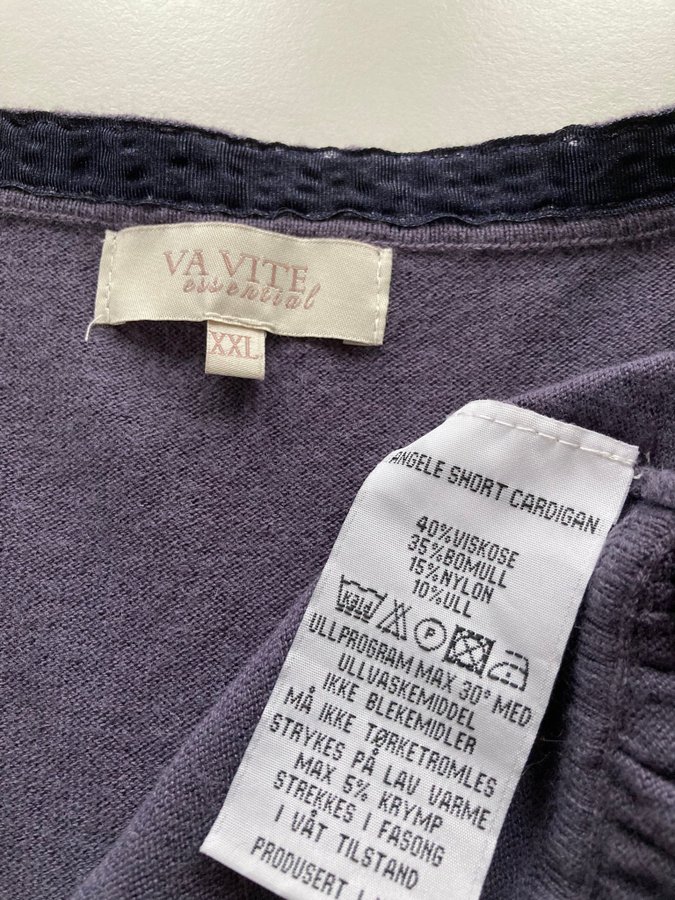 VA VITE
essential
XXL
ANGELE SHORT CARDIGAN
40%VISKOSE
35%BOMULL
15%NYLON
10%ULL
P
ULLPROGRAM MAX 30° MED
ULLVASKEMIDDEL
IKKE BLEKEMIDLER
MÅ IKKE TØRKETROMLES
STRYKES PÅ LAV VARME
MAX 5% KRYMP
STREKKES I FASONG
I VÅT TILSTAND
PRODUSERT I